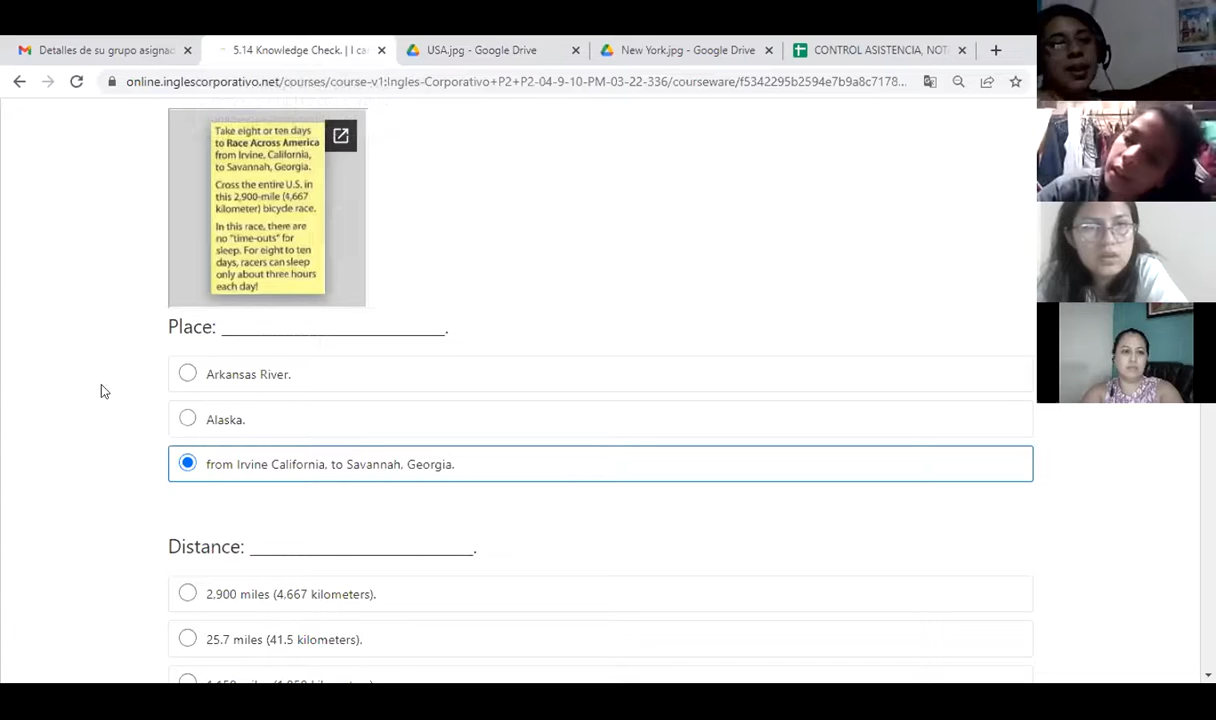 Detalles de su grupo asignac
5.14 Knowledge Check. | I ca
USA.jpg - Google Drive
New York.jpg - Google Drive
CONTROL ASISTENCIA, NOT
online.inglescorporativo.net/courses/course-v1:Ingles-Corporativo+P2+P2-04-9-10-PM-03-22-336/courseware/f5342295b2594e7b9a8c7178...
Take eight or ten days
to Race Across America
from Irvine, California,
to Savannah, Georgia.
Cross the entire U.S. in
this 2,900-mile (4,667
kilometer) bicycle race.
In this race, there are
no "time-outs" for
sleep. For eight to ten
days, racers can sleep
only about three hours
each day!
Place: _________________________.
Arkansas River.
Alaska.
from Irvine California, to Savannah, Georgia.
Distance: _________________________.
2,900 miles (4,667 kilometers).
25.7 miles (41.5 kilometers).